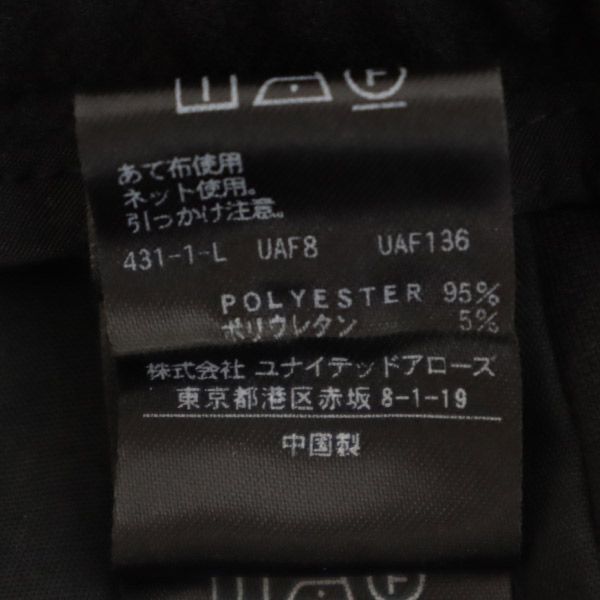 あて布使用
ネット使用。
引っかけ注意。
431-1-L UAF8 UAF136
POLYESTER 95%
ポリウレタン 5%
株式会社 ユナイテッドアローズ
東京都港区赤坂 8-1-19
中国製